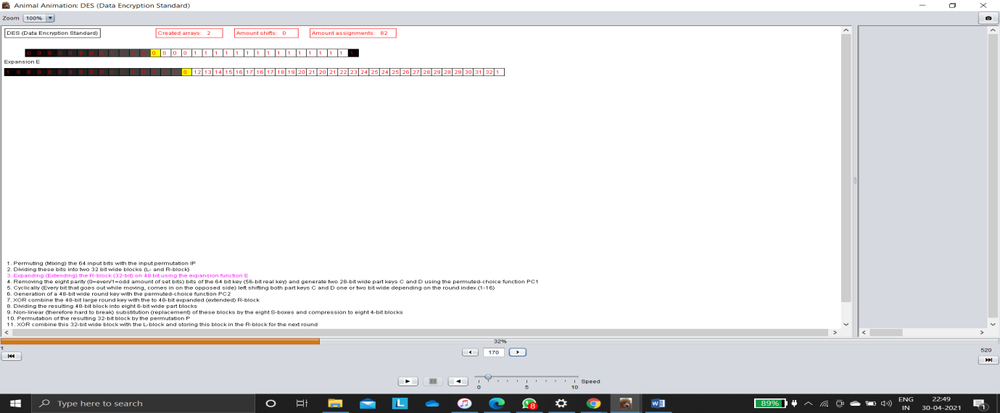 Animal Animation: DES (Data Encryption Standard)
Zoom 100%
DES (Data Encryption Standard) Created arrays: 2 Amount shifts: 0 Amount assignments: 82
0 0 0 0 0 0 0 0 0 0 0 0 0 0 0 0 1 1 1 1 1 1 1 1 1 1 1 1 1 1 1 1
Expansion E
1 0 0 0 0 0 0 0 0 0 0 0 0 0 0 0 0 0 12 13 14 15 16 17 16 17 18 19 20 21 20 21 22 23 24 25 24 25 26 27 28 29 28 29 30 31 32 1
1. Permuting (Mixing) the 64 input bits with the input permutation IP
2. Dividing these bits into two 32 bit wide blocks (L- and R-block)
3. Expanding (Extending) the R-block (32-bit) on 48 bit using the expansion function E
4. Removing the eight parity (0=even/1=odd amount of set bits) bits of the 64 bit key (56-bit real key) and generate two 28-bit wide part keys C and D using the permuted-choice function PC1
5. Cyclically (Every bit that goes out while moving, comes in on the opposed side) left shifting both part keys C and D one or two bit wide depending on the round index (1-16)
6. Generation of a 48-bit wide round key with the permuted-choice function PC2
7. XOR combine the 48-bit large round key with the to 48-bit expanded (extended) R-block
8. Dividing the resulting 48-bit block into eight 6-bit wide part blocks
9. Non-linear (therefore hard to break) substitution (replacement) of these blocks by the eight S-boxes and compression to eight 4-bit blocks
10. Permutation of the resulting 32-bit block by the permutation P
11. XOR combine this 32-bit wide block with the L-block and storing this block in the R-block for the next round
32%
1 170 520
Speed
0 5 10
Type here to search L 8 W 89% ENG 22:49
IN 30-04-2021 1